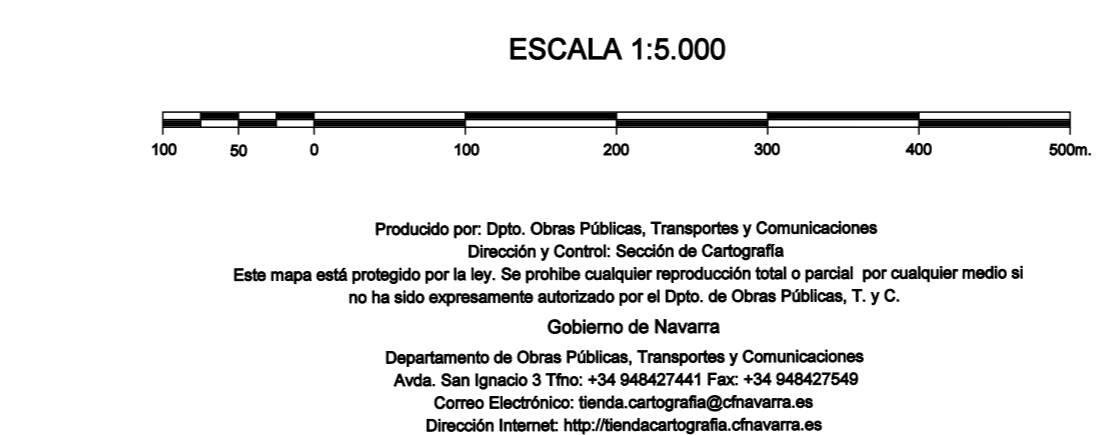 ESCALA 1:5.000
100 50 0 100 200 300 400 500m.
Producido por: Dpto. Obras Públicas, Transportes y Comunicaciones
Dirección y Control: Sección de Cartografía
Este mapa está protegido por la ley. Se prohibe cualquier reproducción total o parcial por cualquier medio si
no ha sido expresamente autorizado por el Dpto. de Obras Públicas, T. y C.
Gobierno de Navarra
Departamento de Obras Públicas, Transportes y Comunicaciones
Avda. San Ignacio 3 Tfno: +34 948427441 Fax: +34 948427549
Correo Electrónico: tienda.cartografia@cfnavarra.es
Dirección Internet: http://tiendacartografia.cfnavarra.es